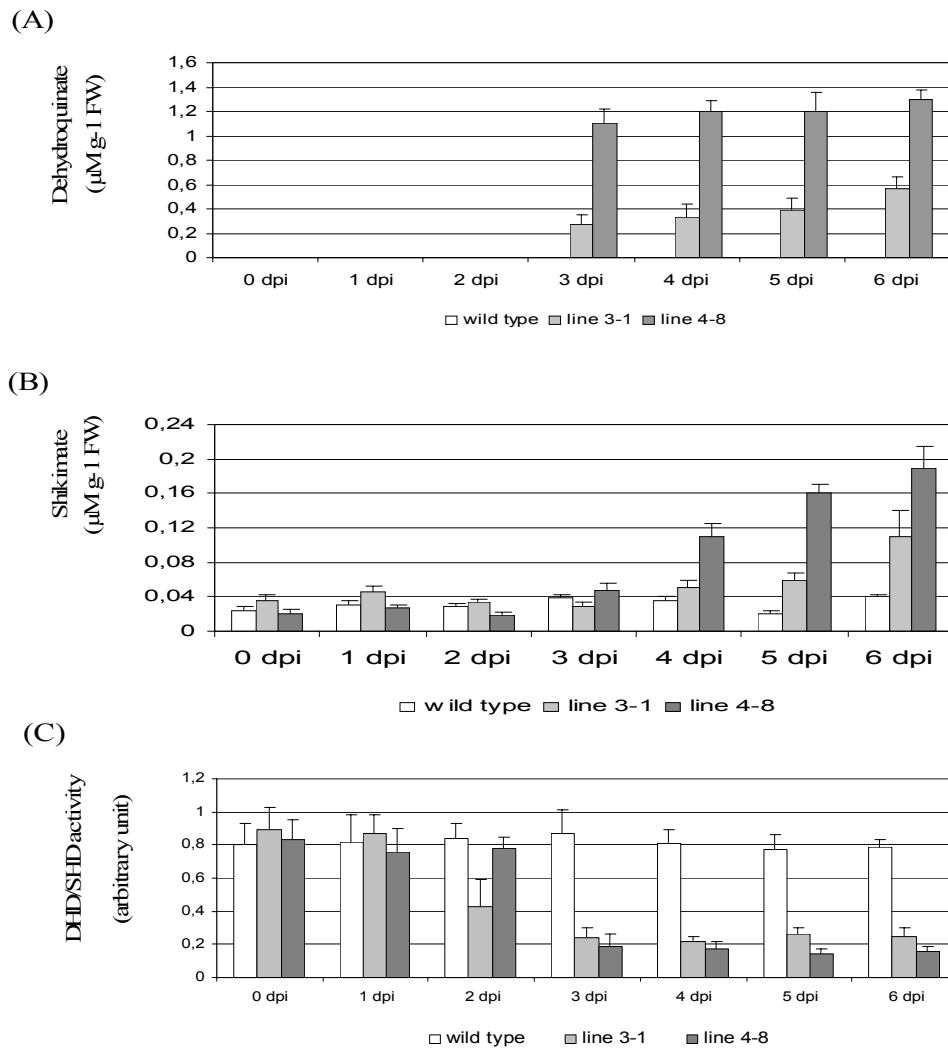 (A)
Dehydroquinate
(µM g-1 FW)
1,6
1,4
1,2
1
0,8
0,6
0,4
0,2
0
0 dpi 1 dpi 2 dpi 3 dpi 4 dpi 5 dpi 6 dpi
wild type line 3-1 line 4-8
(B)
Shikimate
(µM g-1 FW)
0,24
0,2
0,16
0,12
0,08
0,04
0
0 dpi 1 dpi 2 dpi 3 dpi 4 dpi 5 dpi 6 dpi
wild type line 3-1 line 4-8
(C)
DHD/SHD activity
(arbitrary unit)
1,2
1
0,8
0,6
0,4
0,2
0
0 dpi 1 dpi 2 dpi 3 dpi 4 dpi 5 dpi 6 dpi
wild type line 3-1 line 4-8